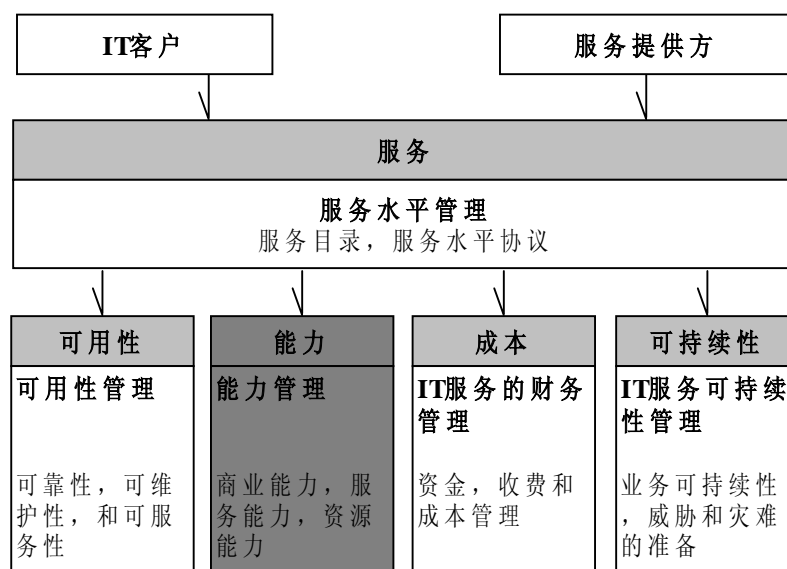 IT客户
服务提供方
服务
服务水平管理
服务目录，服务水平协议
可用性
能力
成本
可持续性
可用性管理
可靠性，可维
护性，和可服
务性
能力管理
商业能力，服
务能力，资源
能力
IT服务的财务
管理
资金，收费和
成本管理
IT服务可持续
性管理
业务可持续性
，威胁和灾难
的准备